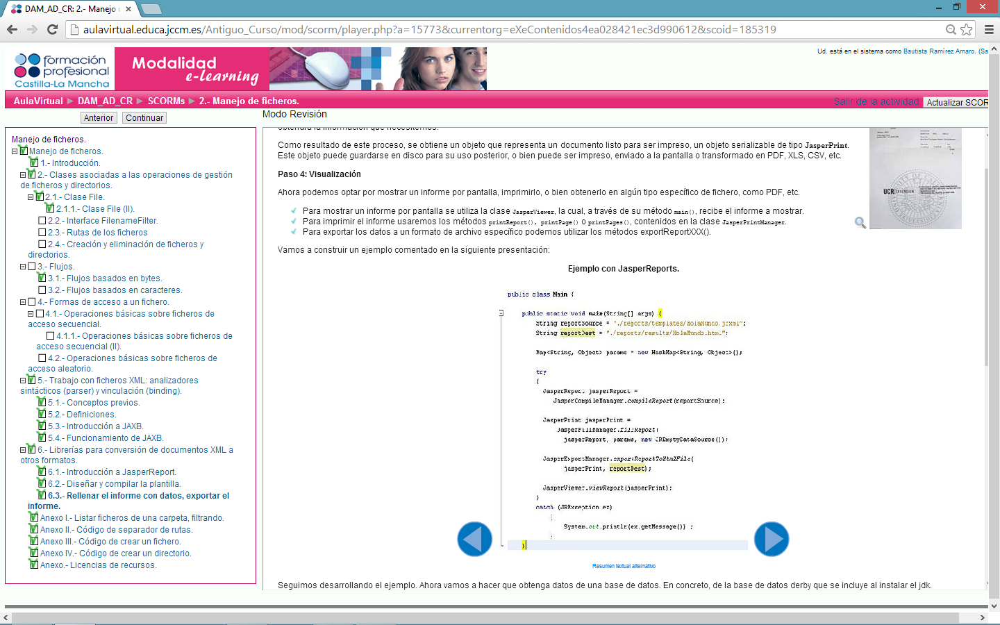 DAM_AD_CR: 2.- Manejo
aulavirtual.educa.jccm.es/Antiguo_Curso/mod/scorm/player.php?a=15773&currentorg=eXeContenidos4ea028421ec3d990612&scoid=185319
formación
profesional
Castilla-La Mancha
Modalidad
e-learning
Ud. está en el sistema como Bautista Ramírez Amaro. (Sa
AulaVirtual ► DAM_AD_CR ► SCORMs ► 2.- Manejo de ficheros.
Salir de la actividad
Actualizar SCOR
Anterior
Continuar
Modo Revisión
Manejo de ficheros.
Manejo de ficheros.
1.- Introducción.
2.- Clases asociadas a las operaciones de gestión
de ficheros y directorios.
2.1.- Clase File.
2.1.1.- Clase File (II).
2.2.- Interface FilenameFilter.
2.3.- Rutas de los ficheros
2.4.- Creación y eliminación de ficheros y
directorios.
3.- Flujos.
3.1.- Flujos basados en bytes.
3.2.- Flujos basados en caracteres.
4.- Formas de acceso a un fichero.
4.1.- Operaciones básicas sobre ficheros de
acceso secuencial.
4.1.1.- Operaciones básicas sobre ficheros de
acceso secuencial (II).
4.2.- Operaciones básicas sobre ficheros de
acceso aleatorio.
5.- Trabajo con ficheros XML: analizadores
sintácticos (parser) y vinculación (binding).
5.1.- Conceptos previos.
5.2.- Definiciones.
5.3.- Introducción a JAXB.
5.4.- Funcionamiento de JAXB.
6.- Librerías para conversión de documentos XML a
otros formatos.
6.1.- Introducción a JasperReport.
6.2.- Diseñar y compilar la plantilla.
6.3.- Rellenar el informe con datos, exportar el
informe.
Anexo I.- Listar ficheros de una carpeta, filtrando.
Anexo II.- Código de separador de rutas.
Anexo III.- Código de crear un fichero.
Anexo IV.- Código de crear un directorio.
Anexo.- Licencias de recursos.
obtendrá la información que necesitemos.
Como resultado de este proceso, se obtiene un objeto que representa un documento listo para ser impreso, un objeto serializable de tipo JasperPrint.
Este objeto puede guardarse en disco para su uso posterior, o bien puede ser impreso, enviado a la pantalla o transformado en PDF, XLS, CSV, etc.
Paso 4: Visualización
Ahora podemos optar por mostrar un informe por pantalla, imprimirlo, o bien obtenerlo en algún tipo específico de fichero, como PDF, etc.
Para mostrar un informe por pantalla se utiliza la clase JasperViewer, la cual, a través de su método main(), recibe el informe a mostrar.
Para imprimir el informe usaremos los métodos printReport(), printPage() o printPages(), contenidos en la clase JasperPrintManager.
Para exportar los datos a un formato de archivo específico podemos utilizar los métodos exportReportXXX().
Vamos a construir un ejemplo comentado en la siguiente presentación:
UCR EXTENSION
Ejemplo con JasperReports.
public class Main {
public static void main(String[] args) {
String reportSource = "./reports/templates/HolaMundo.jrxml";
String reportDest = "./reports/results/HolaMundo.html";
Map<String, Object> params = new HashMap<String, Object>();
try
{
JasperReport jasperReport =
JasperCompileManager.compileReport(reportSource);
JasperPrint jasperPrint =
JasperFillManager.fillReport(
jasperReport, params, new JREmptyDataSource());
JasperExportManager.exportReportToHtmlFile(
jasperPrint, reportDest);
JasperViewer.viewReport(jasperPrint);
}
catch (JRException ex)
{
System.out.println(ex.getMessage()) ;
}
}
Resumen textual alternativo
Seguimos desarrollando el ejemplo. Ahora vamos a hacer que obtenga datos de una base de datos. En concreto, de la base de datos derby que se incluye al instalar el jdk.